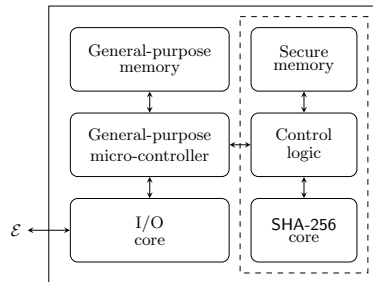 General-purpose
memory
Secure
memory
General-purpose
micro-controller
Control
logic
ℰ
I/O
core
SHA-256
core